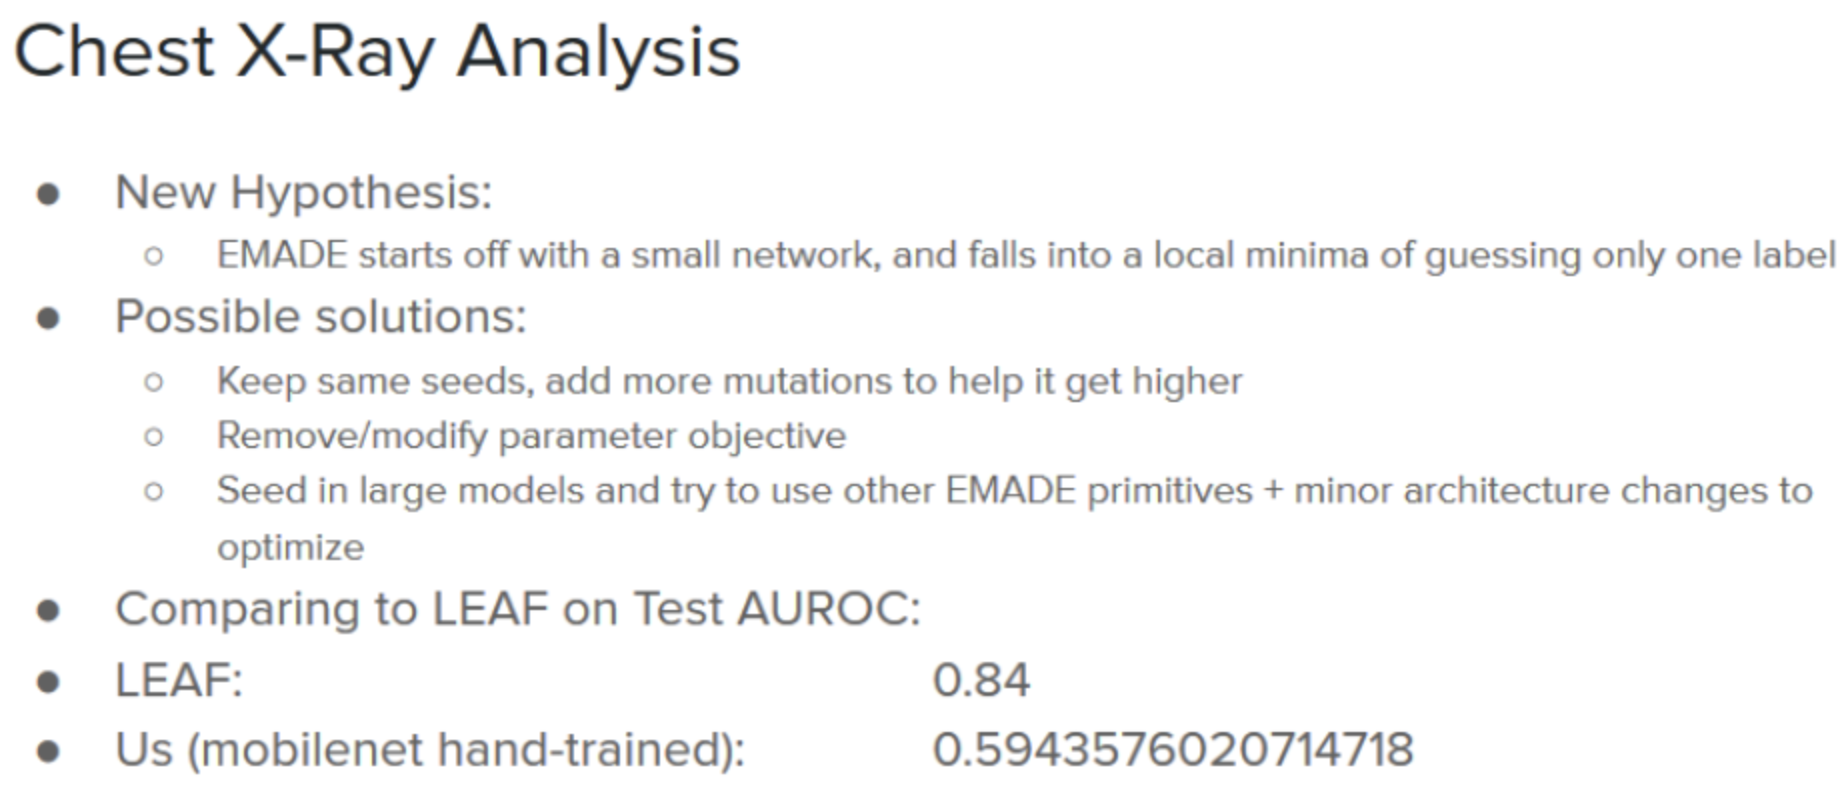 Chest X-Ray Analysis
● New Hypothesis:
○ EMADE starts off with a small network, and falls into a local minima of guessing only one label
● Possible solutions:
○ Keep same seeds, add more mutations to help it get higher
○ Remove/modify parameter objective
○ Seed in large models and try to use other EMADE primitives + minor architecture changes to
optimize
● Comparing to LEAF on Test AUROC:
● LEAF: 0.84
● Us (mobilenet hand-trained): 0.5943576020714718